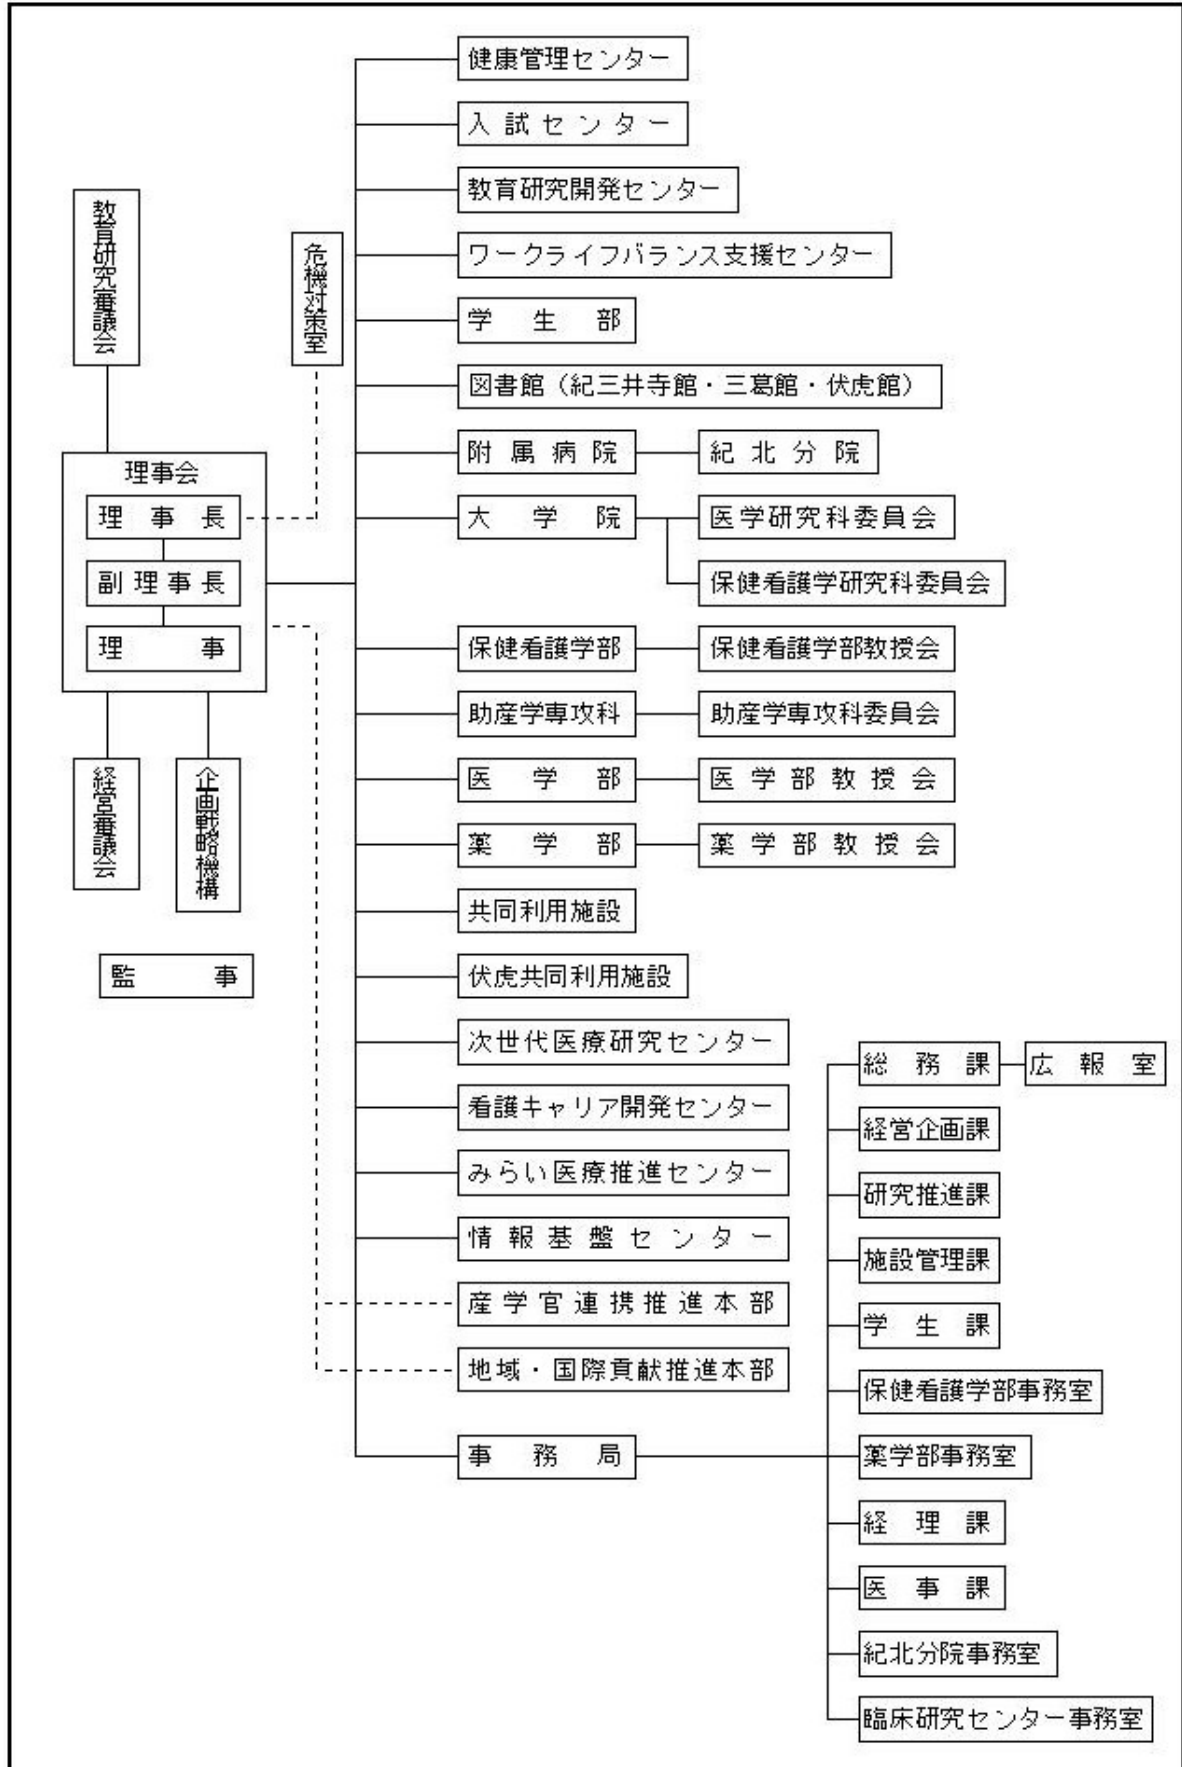 健康管理センター
入試センター
教育研究開発センター
ワークライフバランス支援センター
学生部
図書館（紀三井寺館・三葛館・伏虎館）
附属病院
紀北分院
大学院
医学研究科委員会
保健看護学研究科委員会
保健看護学部
保健看護学部教授会
助産学専攻科
助産学専攻科委員会
医学部
医学部教授会
薬学部
薬学部教授会
共同利用施設
伏虎共同利用施設
次世代医療研究センター
看護キャリア開発センター
みらい医療推進センター
情報基盤センター
産学官連携推進本部
地域・国際貢献推進本部
事務局
総務課
広報室
経営企画課
研究推進課
施設管理課
学生課
保健看護学部事務室
薬学部事務室
経理課
医事課
紀北分院事務室
臨床研究センター事務室
教育研究審議会
危機対策室
理事会
理事長
副理事長
理事
経営審議会
企画戦略機構
監事